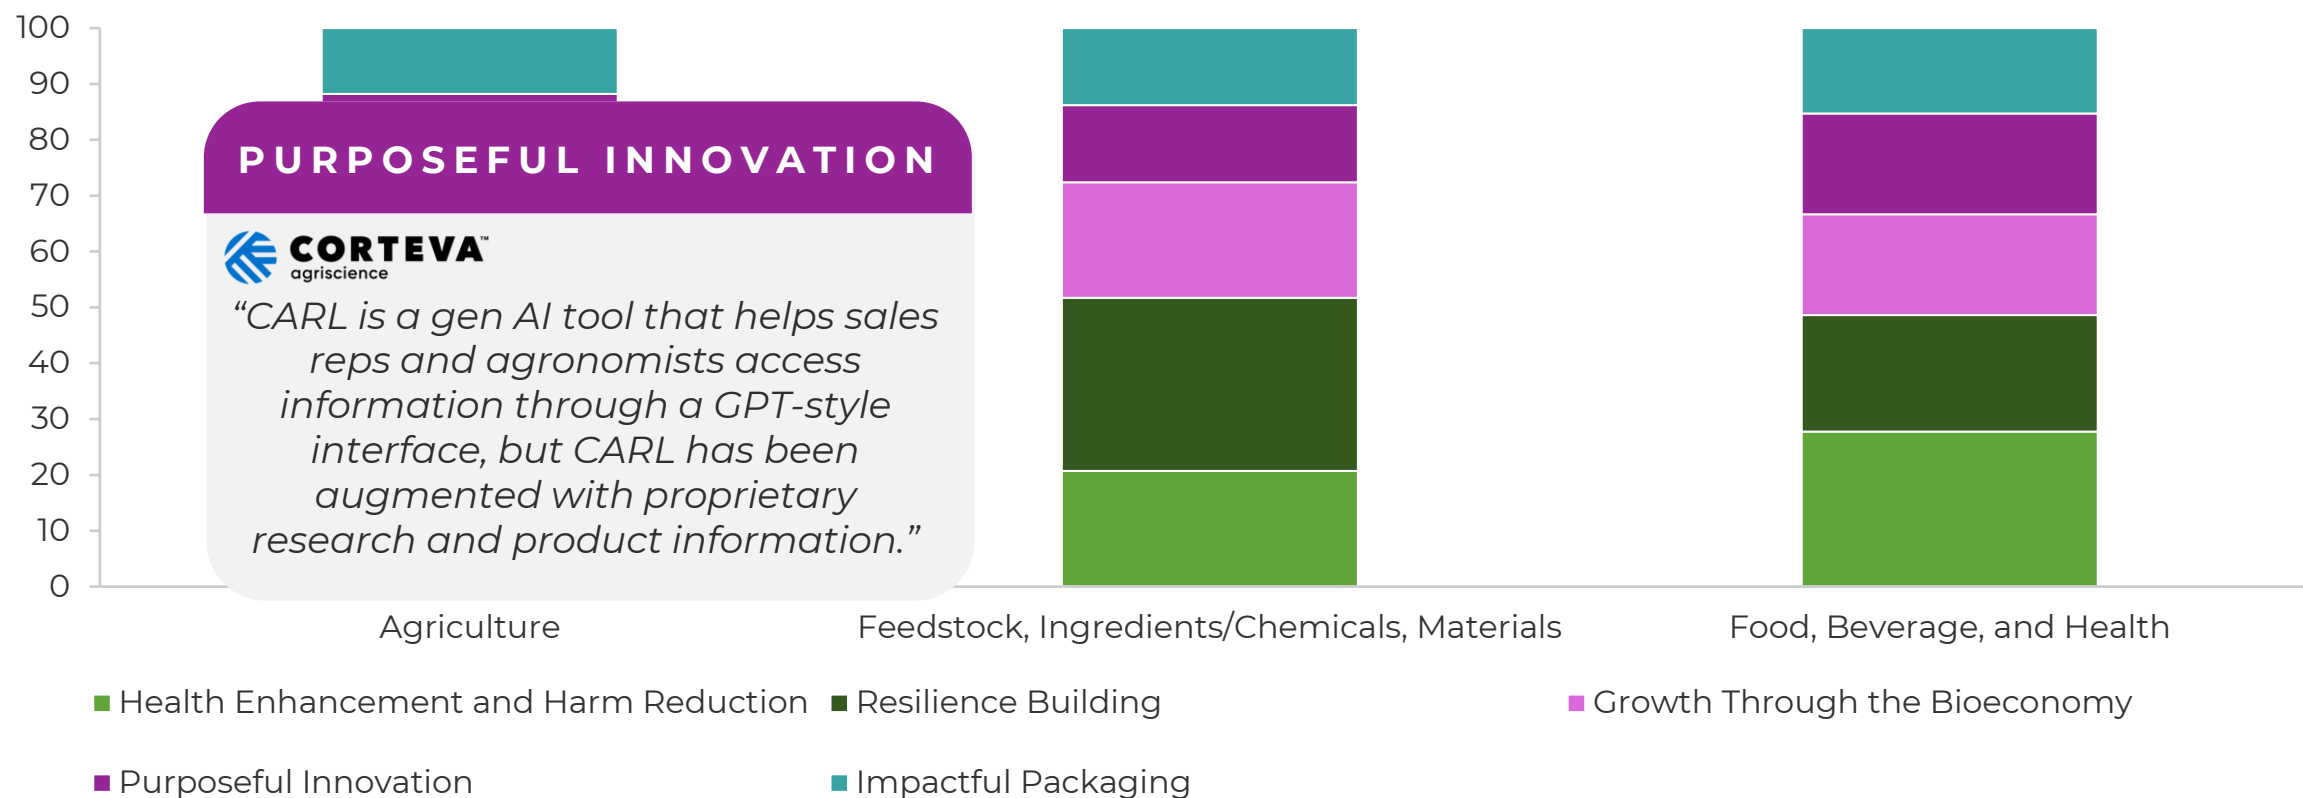 100
90
80
70
60
50
40
30
20
10
0
PURPOSEFUL INNOVATION
CORTEVA™
agriscience
“CARL is a gen AI tool that helps sales
reps and agronomists access
information through a GPT-style
interface, but CARL has been
augmented with proprietary
research and product information.”
Agriculture
Feedstock, Ingredients/Chemicals, Materials
Food, Beverage, and Health
Health Enhancement and Harm Reduction
Resilience Building
Growth Through the Bioeconomy
Purposeful Innovation
Impactful Packaging